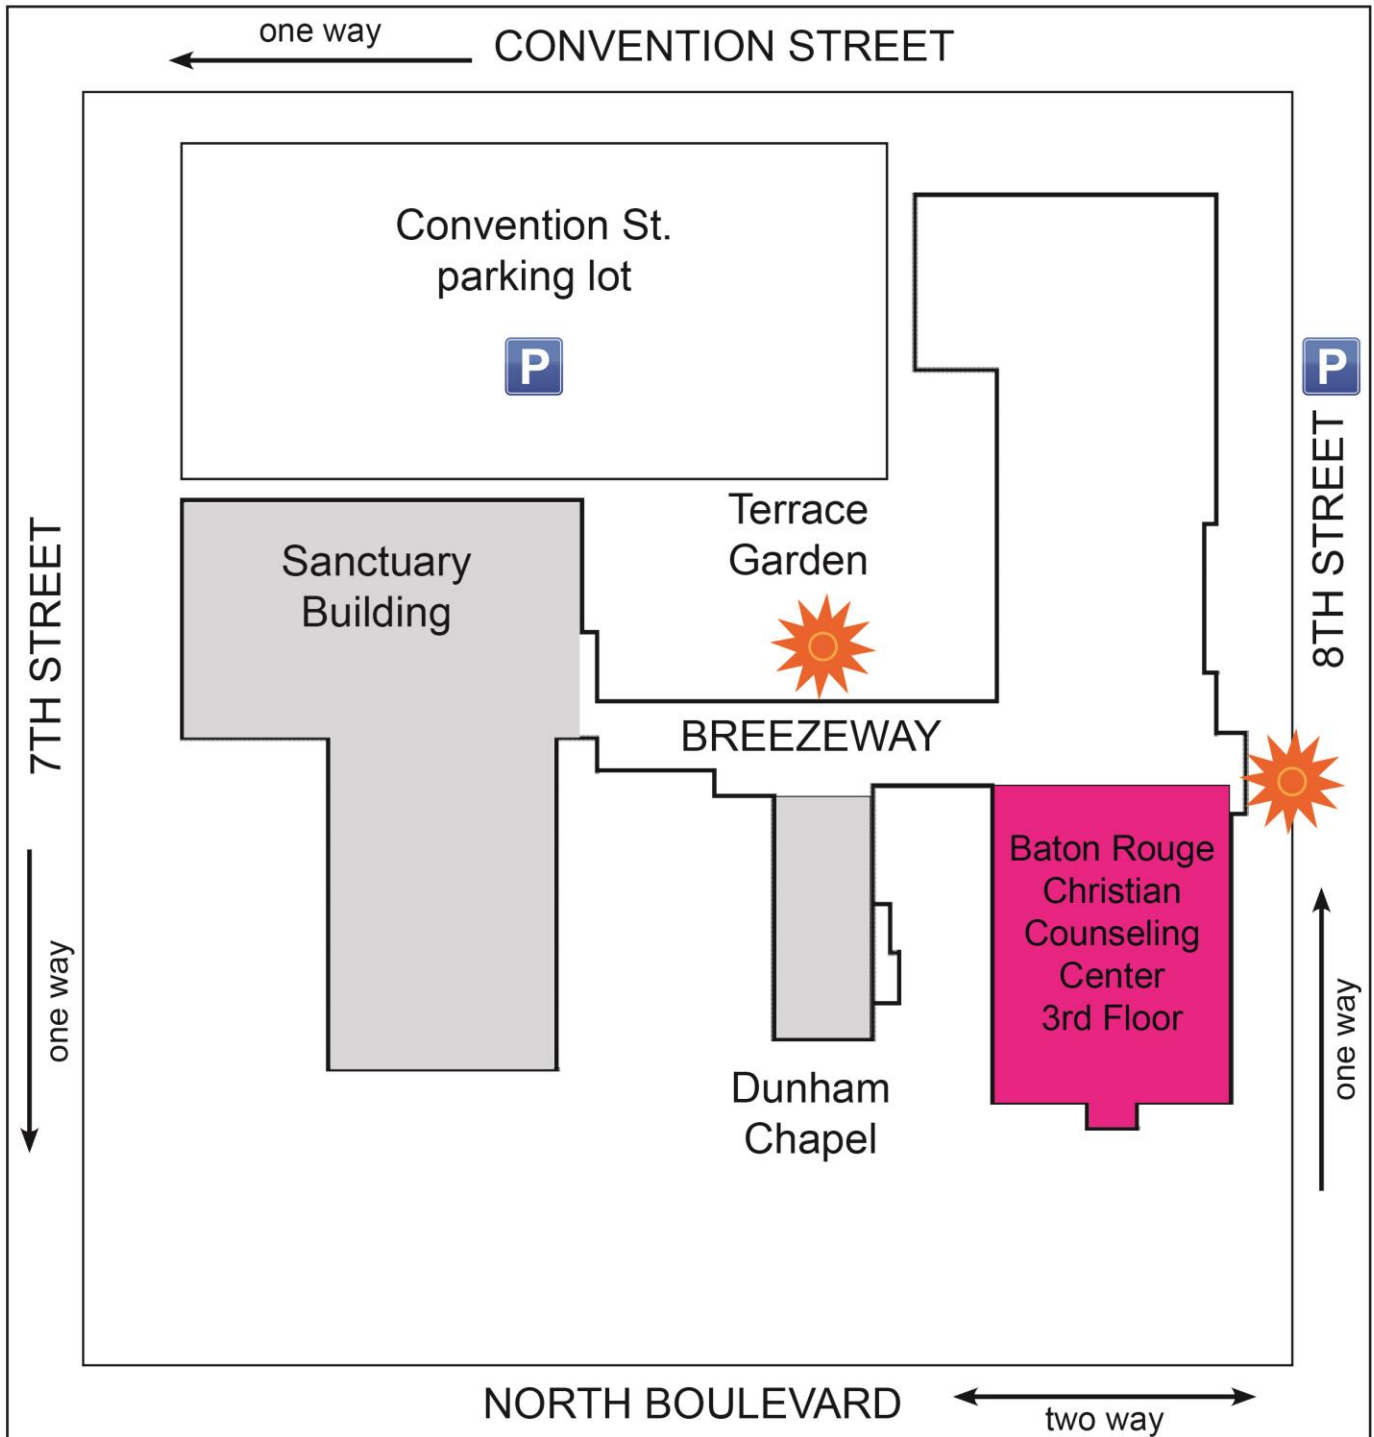 one way
CONVENTION STREET
Convention St.
parking lot
P
P
8TH STREET
Terrace
Garden
Sanctuary
Building
7TH STREET
BREEZEWAY
Baton Rouge
Christian
Counseling
Center
3rd Floor
one way
one way
Dunham
Chapel
NORTH BOULEVARD
two way